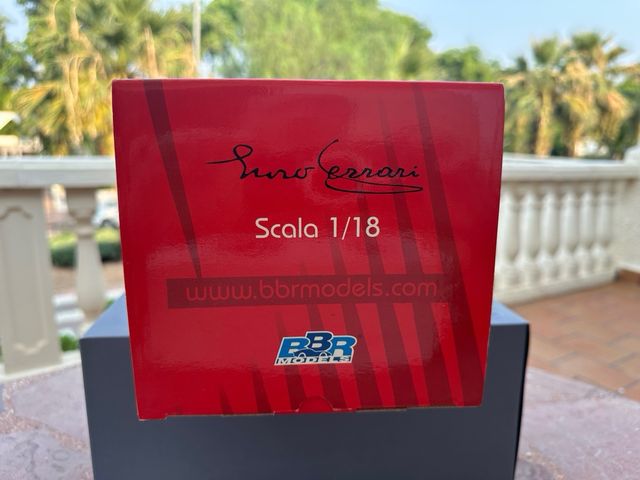 Enzo Ferrari
Scala 1/18
www.bbrmodels.com
BBR
MODELS